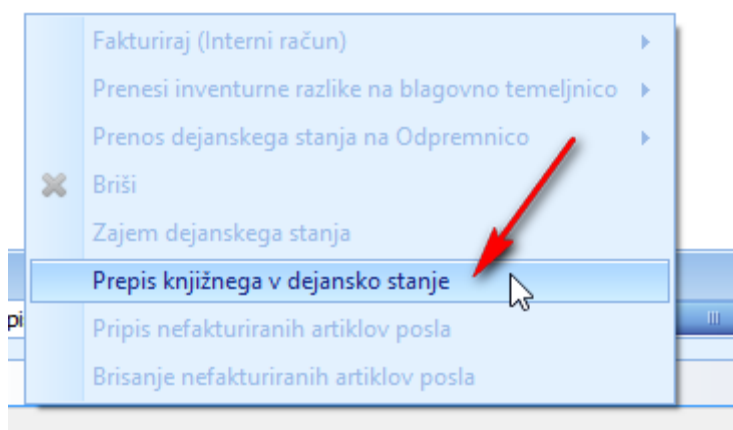 Fakturiraj (Interni račun)
Prenesi inventurne razlike na blagovno temeljnico
Prenos dejanskega stanja na Odpremnico
Briši
Zajem dejanskega stanja
Prepis knjižnega v dejansko stanje
pi
Pripis nefakturiranih artiklov posla
Brisanje nefakturiranih artiklov posla